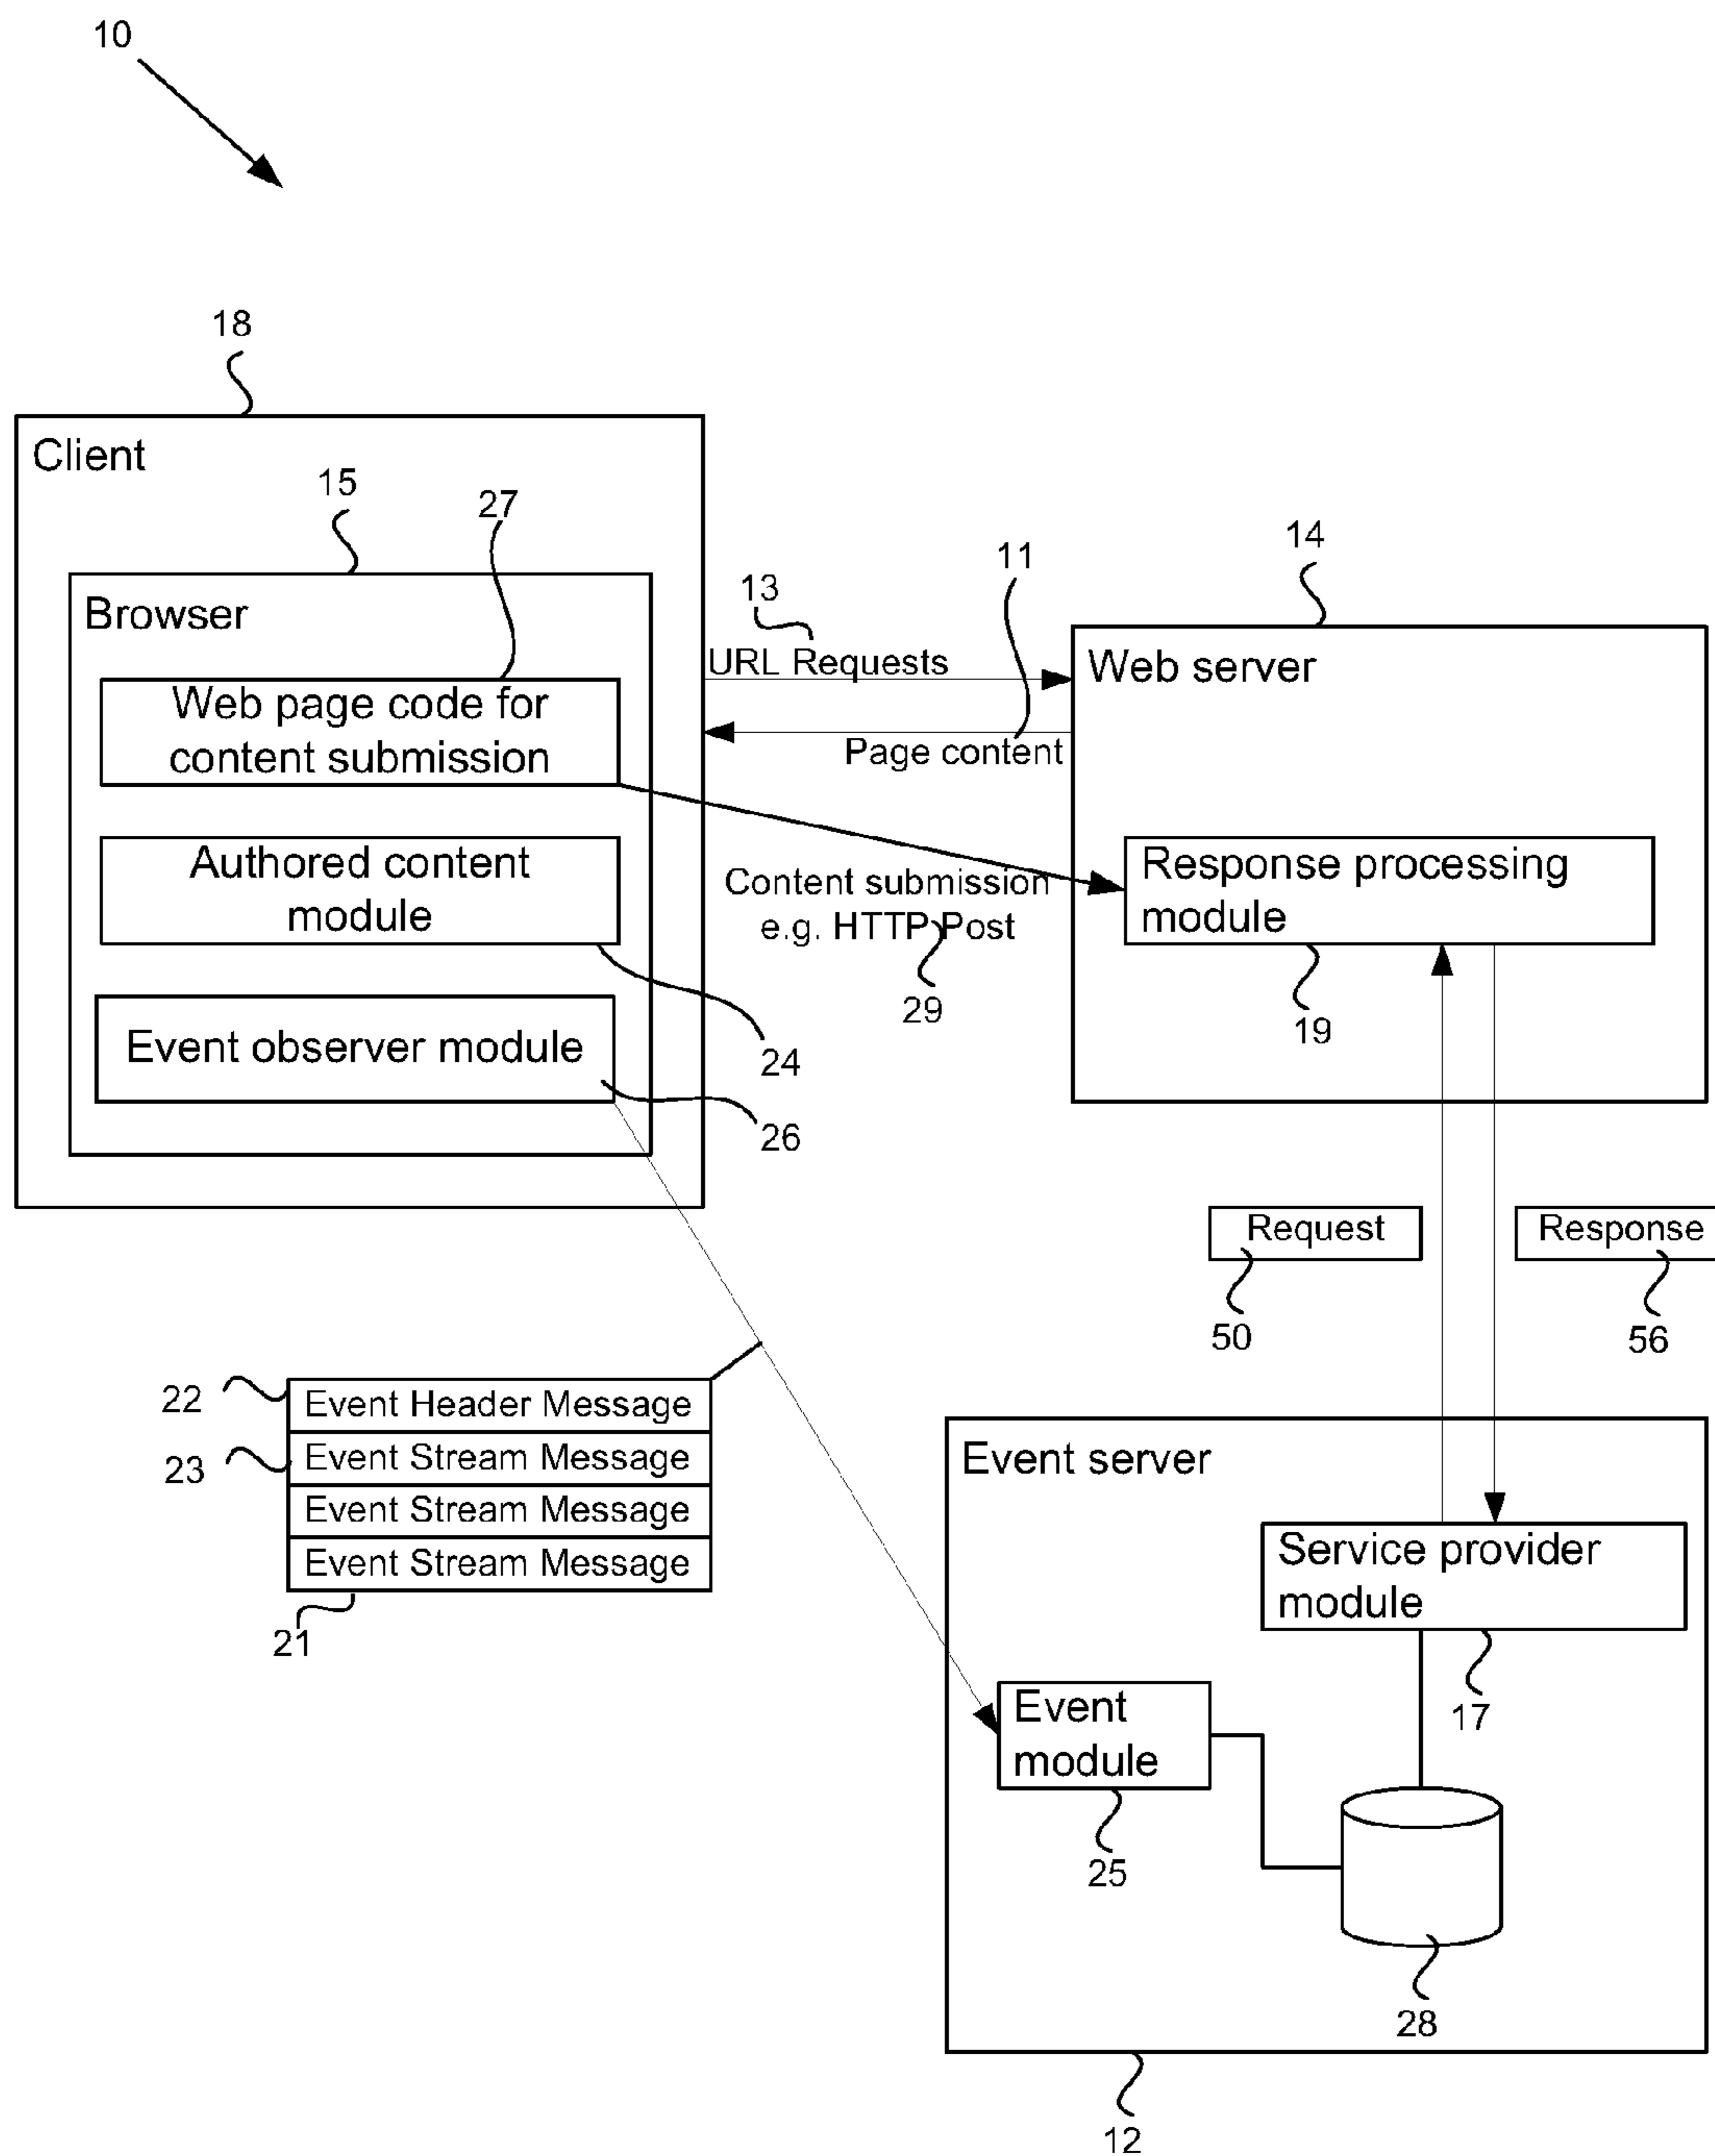 10
18
Client
15
27
Browser
Web page code for
content submission
Authored content
module
Event observer module
24
26
13
URL Requests
11
Page content
Content submission
e.g. HTTP Post
29
14
Web server
Response processing
module
19
Request
50
Response
56
22
Event Header Message
23
Event Stream Message
Event Stream Message
Event Stream Message
21
Event server
Service provider
module
17
Event
module
25
28
12